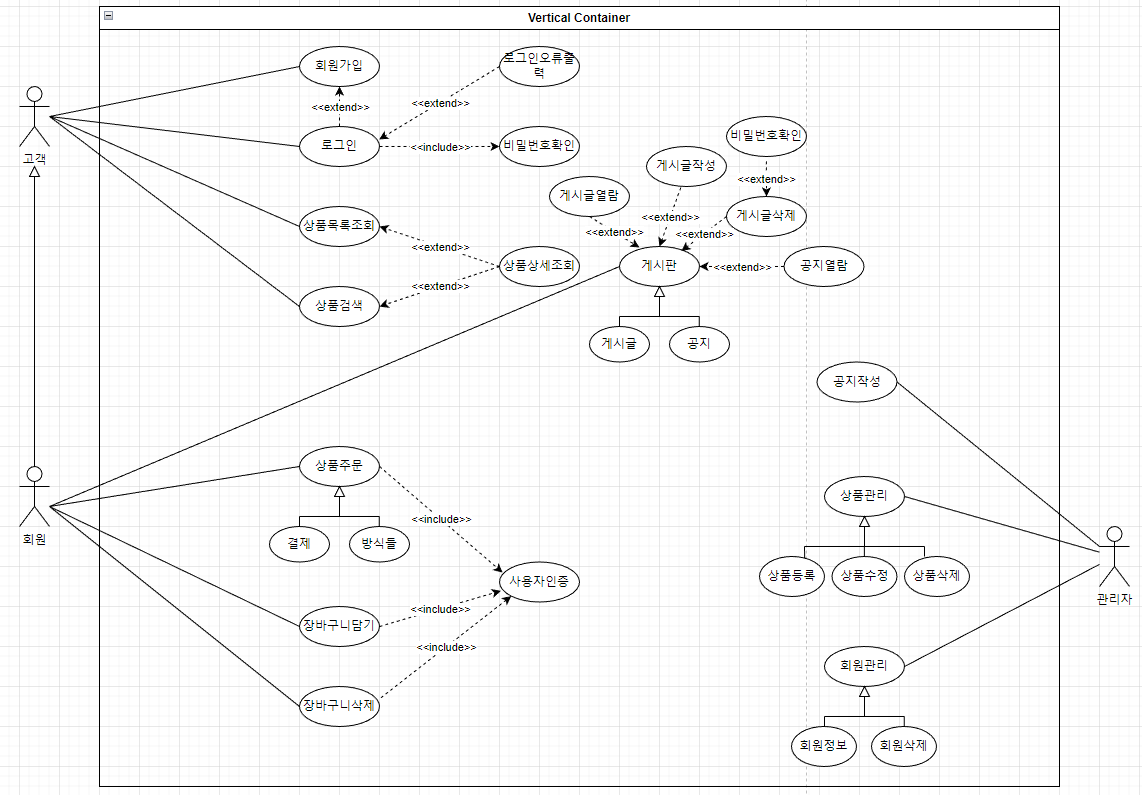 Vertical Container
회원가입
로그인오류출
력
<<extend>>
<<extend>>
고객
로그인
<<include>>
비밀번호확인
비밀번호확인
게시글작성
<<extend>>
게시글열람
게시글삭제
상품목록조회
<<extend>>
<<extend>>
<<extend>>
<<extend>>
상품상세조회
게시판
<<extend>>
공지열람
<<extend>>
상품검색
게시글
공지
공지작성
상품주문
상품관리
<<include>>
회원
결제
방식들
상품등록
상품수정
상품삭제
사용자인증
관리자
<<include>>
장바구니담기
<<include>>
회원관리
장바구니삭제
회원정보
회원삭제